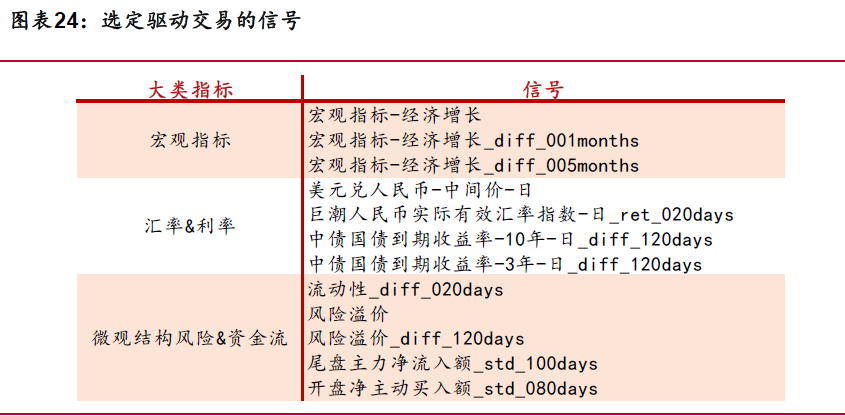 图表24：选定驱动交易的信号
大类指标 信号
宏观指标-经济增长
宏观指标 宏观指标-经济增长_diff_001months
宏观指标-经济增长_diff_005months
美元兑人民币-中间价-日
汇率&利率 巨潮人民币实际有效汇率指数-日_ret_020days
中债国债到期收益率-10年-日_diff_120days
中债国债到期收益率-3年-日_diff_120days
流动性_diff_020days
风险溢价
微观结构风险&资金流 风险溢价_diff_120days
尾盘主力净流入额_std_100days
开盘净主动买入额_std_080days